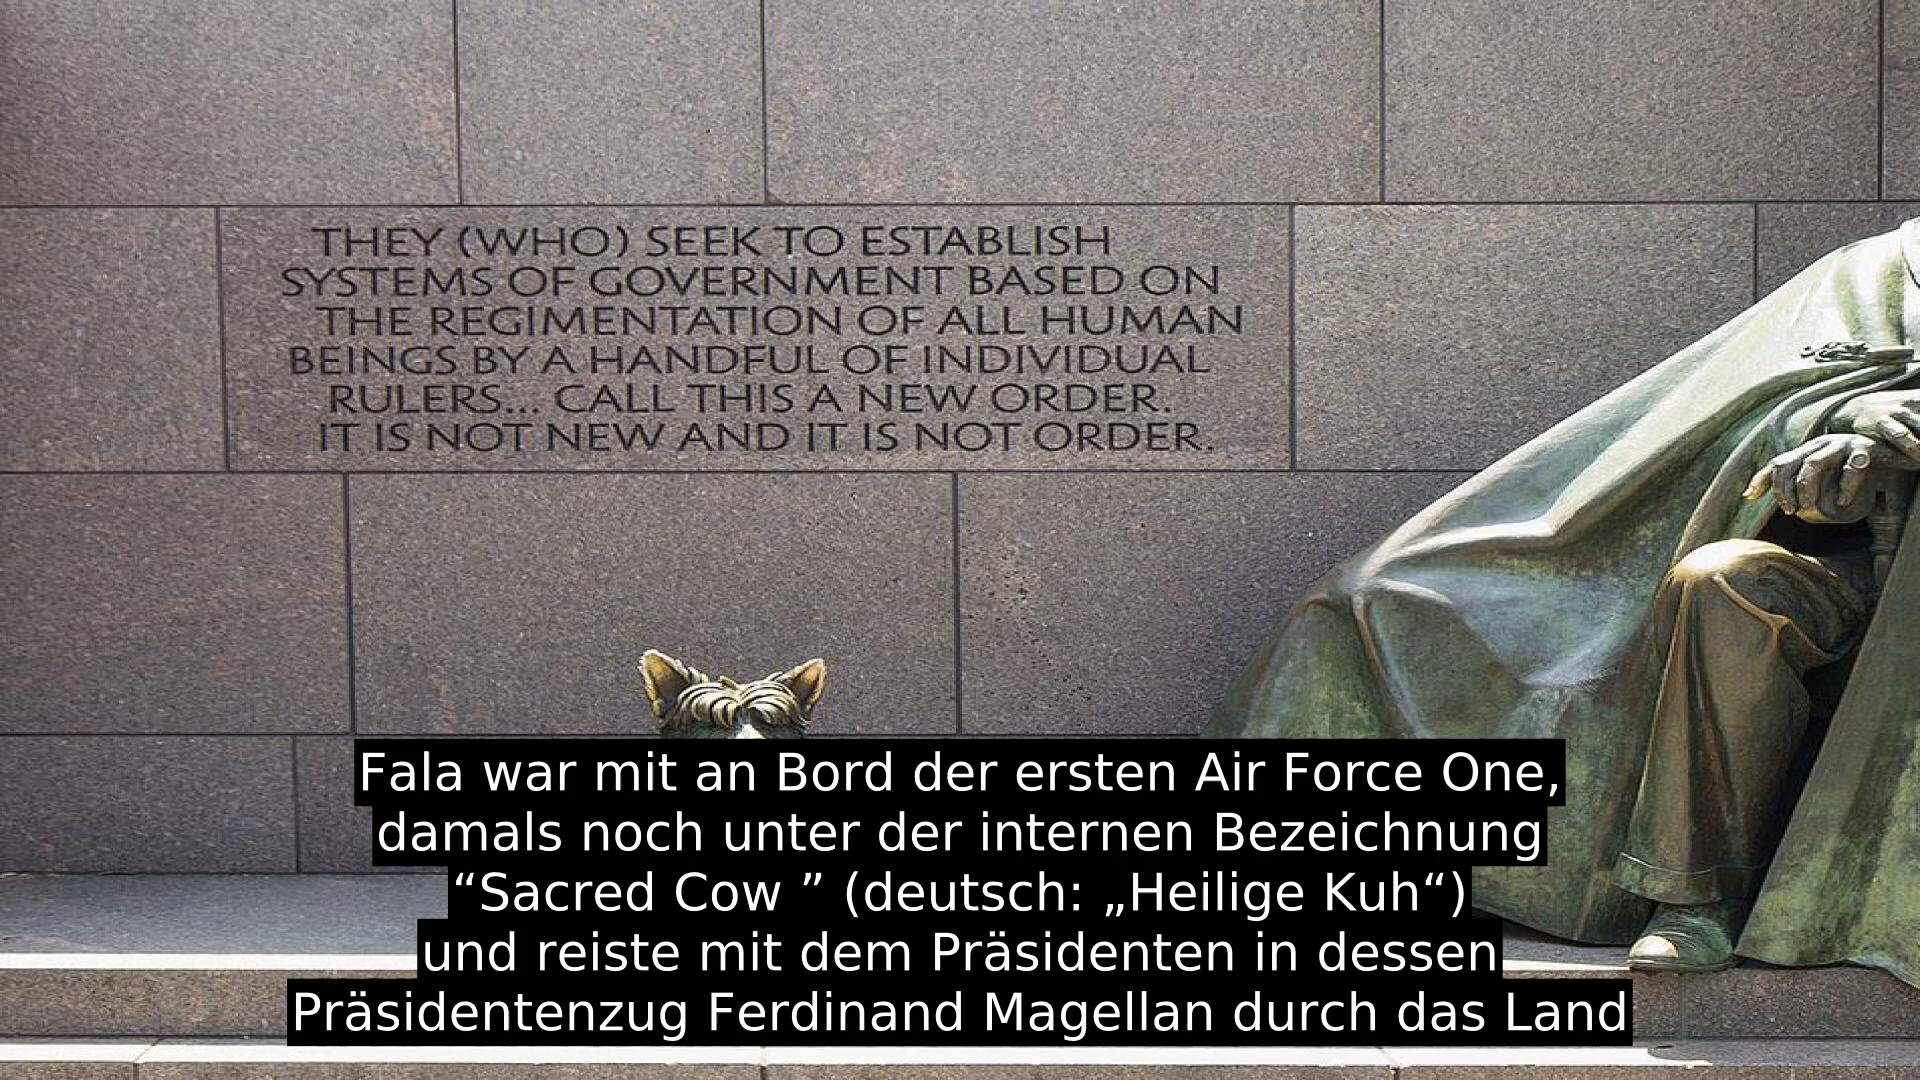 THEY (WHO) SEEK TO ESTABLISH
SYSTEMS OF GOVERNMENT BASED ON
THE REGIMENTATION OF ALL HUMAN
BEINGS BY A HANDFUL OF INDIVIDUAL
RULERS... CALL THIS A NEW ORDER.
IT IS NOT NEW AND IT IS NOT ORDER.
Fala war mit an Bord der ersten Air Force One,
damals noch unter der internen Bezeichnung
“Sacred Cow ” (deutsch: „Heilige Kuh“)
und reiste mit dem Präsidenten in dessen
Präsidentenzug Ferdinand Magellan durch das Land